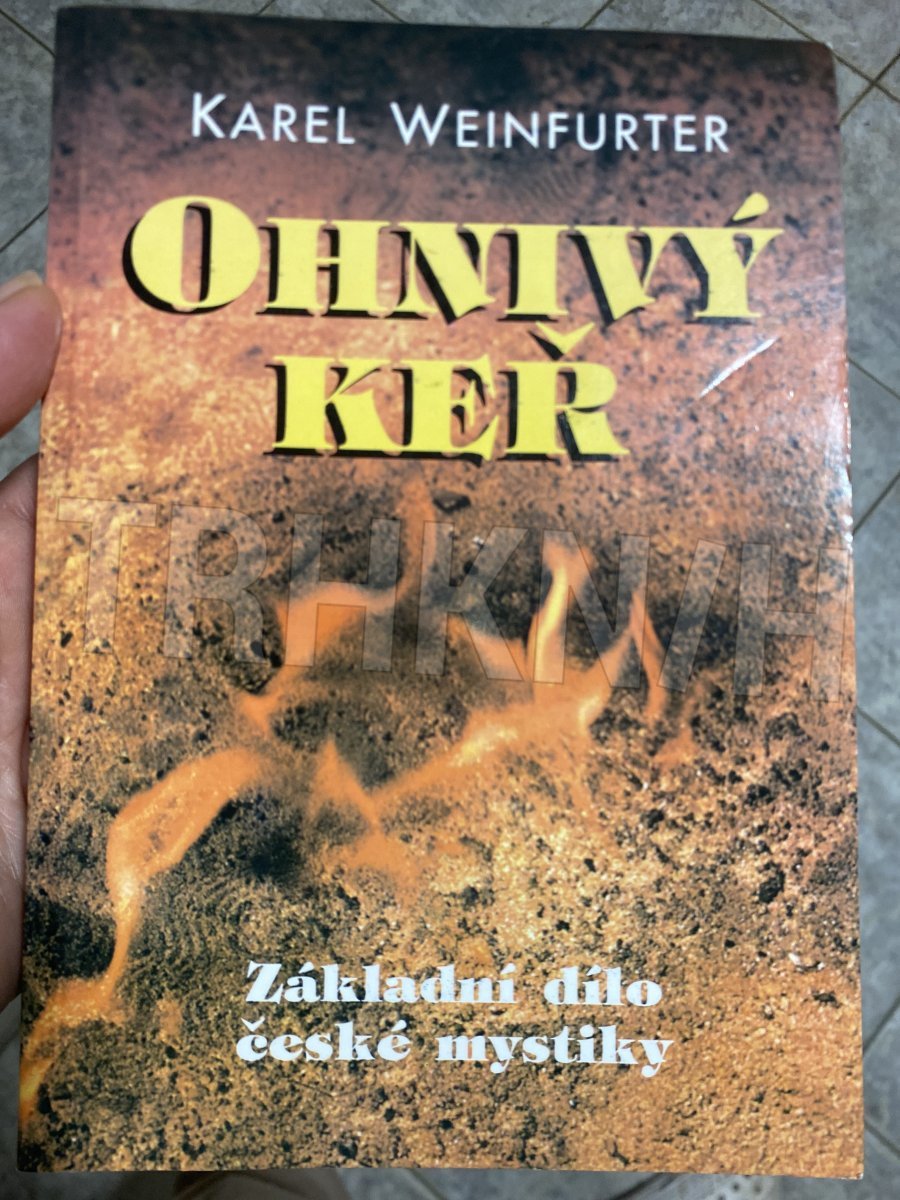 KAREL WEINFURTER
OHNIVÝ
KEŘ
TRHKNIH
Základní dílo
české mystiky